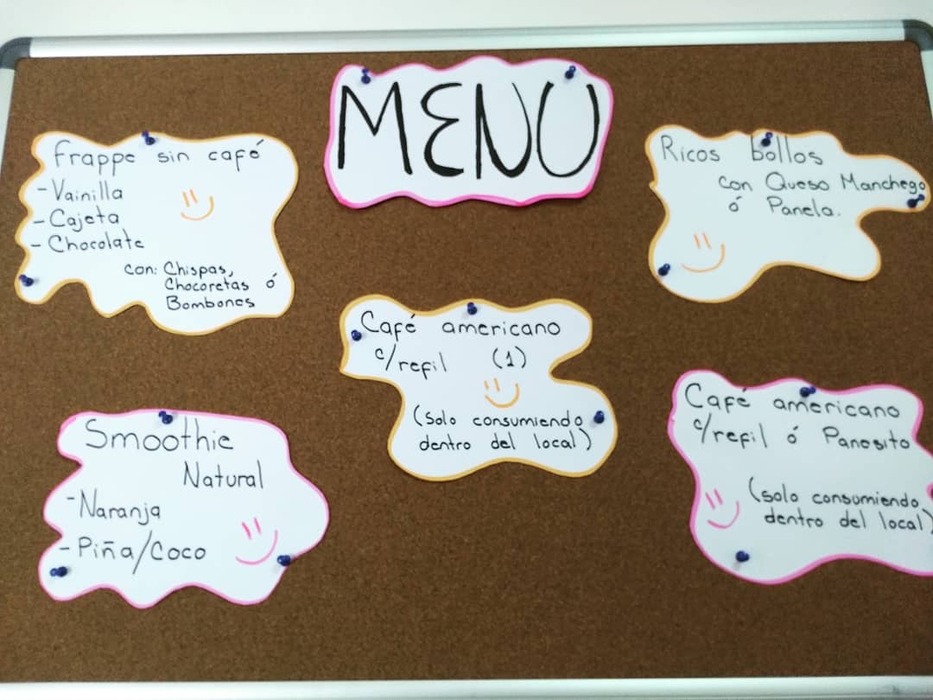 MENU
Frappe sin café
- Vainilla
- Cajeta
- Chocolate
con: Chispas,
Chocoretas ó
Bombones
Ricos bollos
con Queso Manchego
ó Panela.
Café americano
c/refil (1)
(Solo consumiendo
dentro del local)
Smoothie
Natural
- Naranja
- Piña/Coco
Café americano
c/refil ó Panosito
(solo consumiendo
dentro del local)